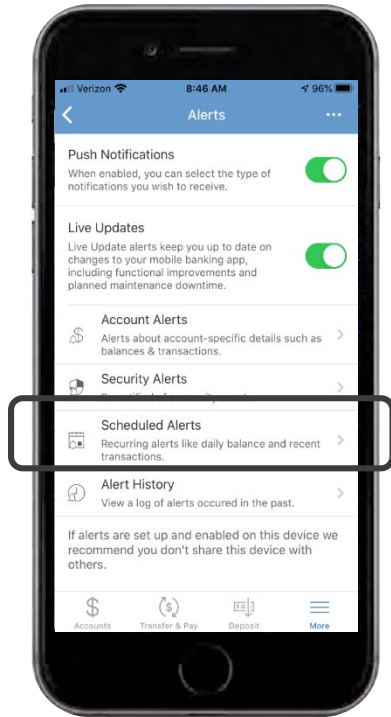 Verizon 8:46 AM 96%
Alerts
Push Notifications
When enabled, you can select the type of
notifications you wish to receive.
Live Updates
Live Update alerts keep you up to date on
changes to your mobile banking app,
including functional improvements and
planned maintenance downtime.
Account Alerts
Alerts about account-specific details such as
balances & transactions.
Security Alerts
Scheduled Alerts
Recurring alerts like daily balance and recent
transactions.
Alert History
View a log of alerts occured in the past.
If alerts are set up and enabled on this device we
recommend you don't share this device with
others.
Accounts Transfer & Pay Deposit More